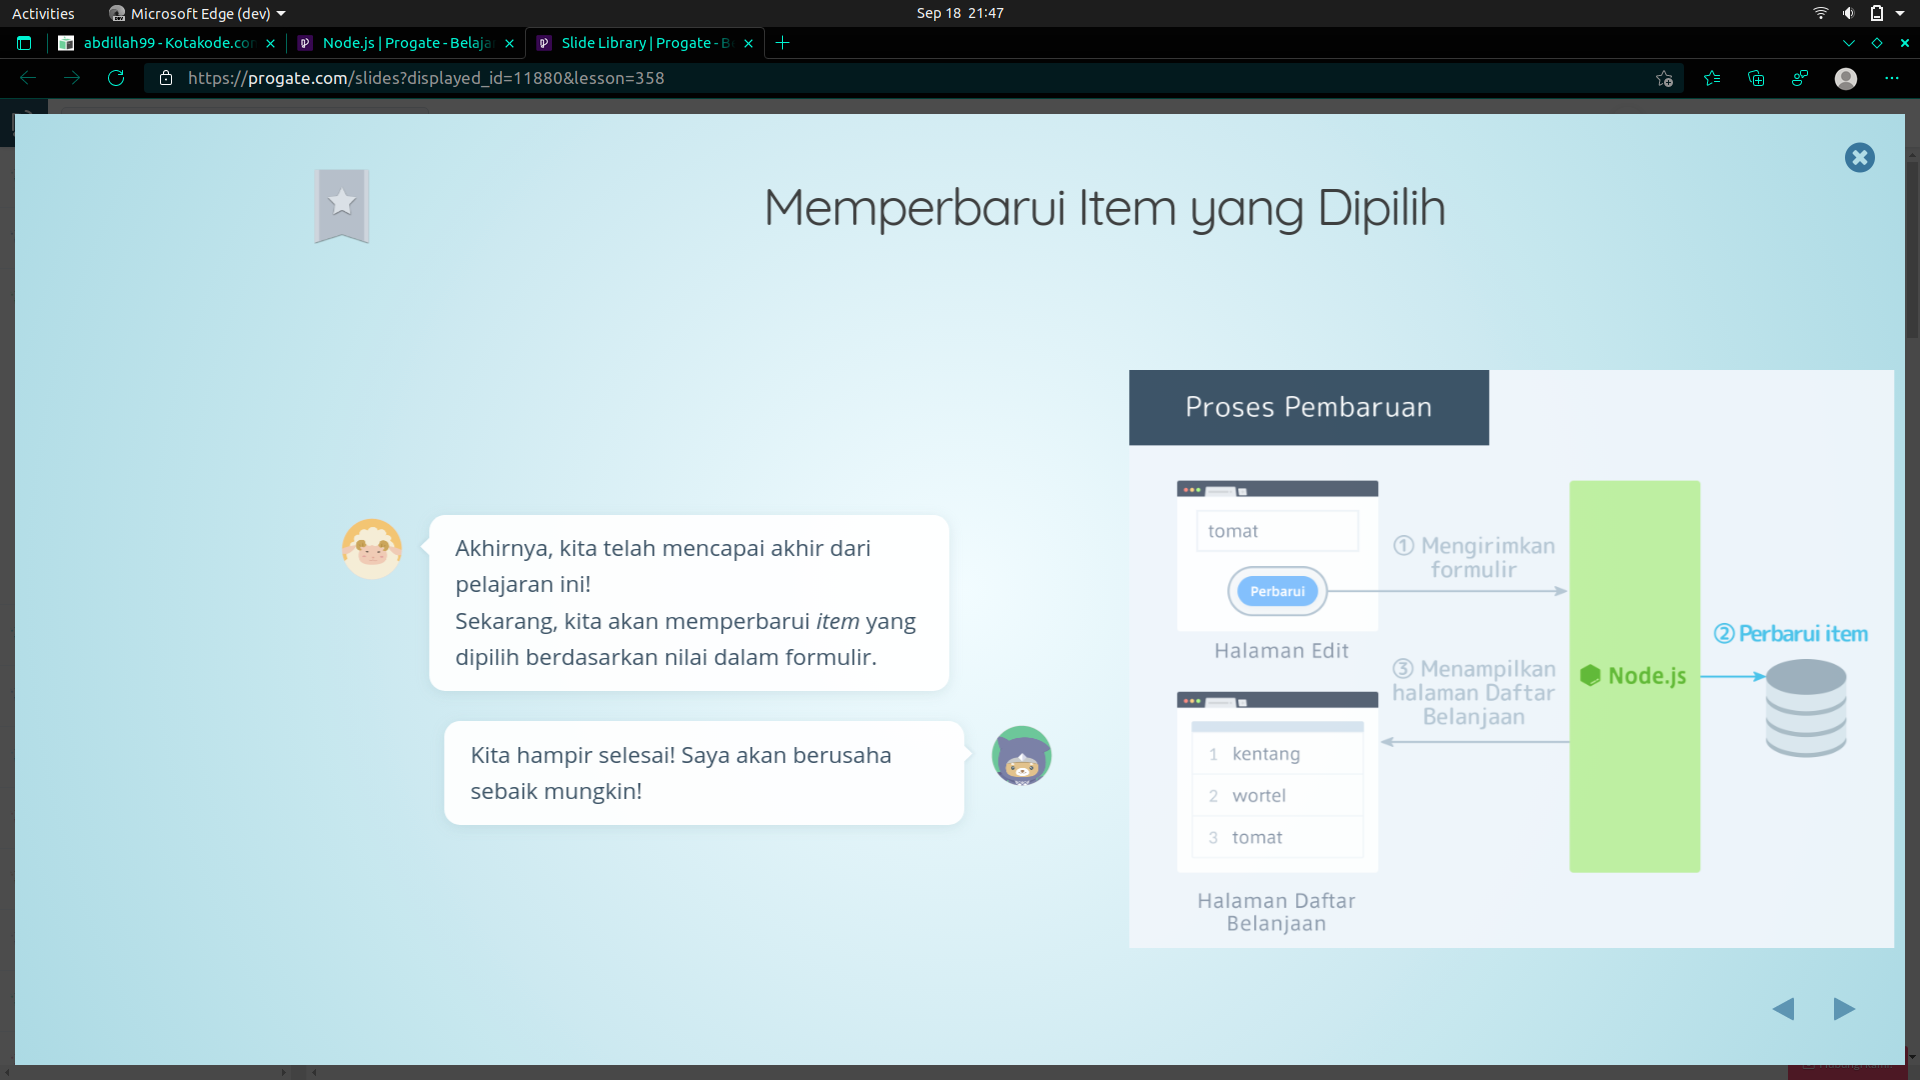 Activities
Microsoft Edge (dev)
Sep 18 21:47
abdillah99 - Kotakode.co
Node.js | Progate - Belaja
Slide Library | Progate - B
https://progate.com/slides?displayed_id=11880&lesson=358
Memperbarui Item yang Dipilih
Akhirnya, kita telah mencapai akhir dari
pelajaran ini!
Sekarang, kita akan memperbarui item yang
dipilih berdasarkan nilai dalam formulir.
Kita hampir selesai! Saya akan berusaha
sebaik mungkin!
Proses Pembaruan
tomat
Perbarui
Halaman Edit
① Mengirimkan
formulir
② Perbarui item
Node.js
③ Menampilkan
halaman Daftar
Belanjaan
1 kentang
2 wortel
3 tomat
Halaman Daftar
Belanjaan